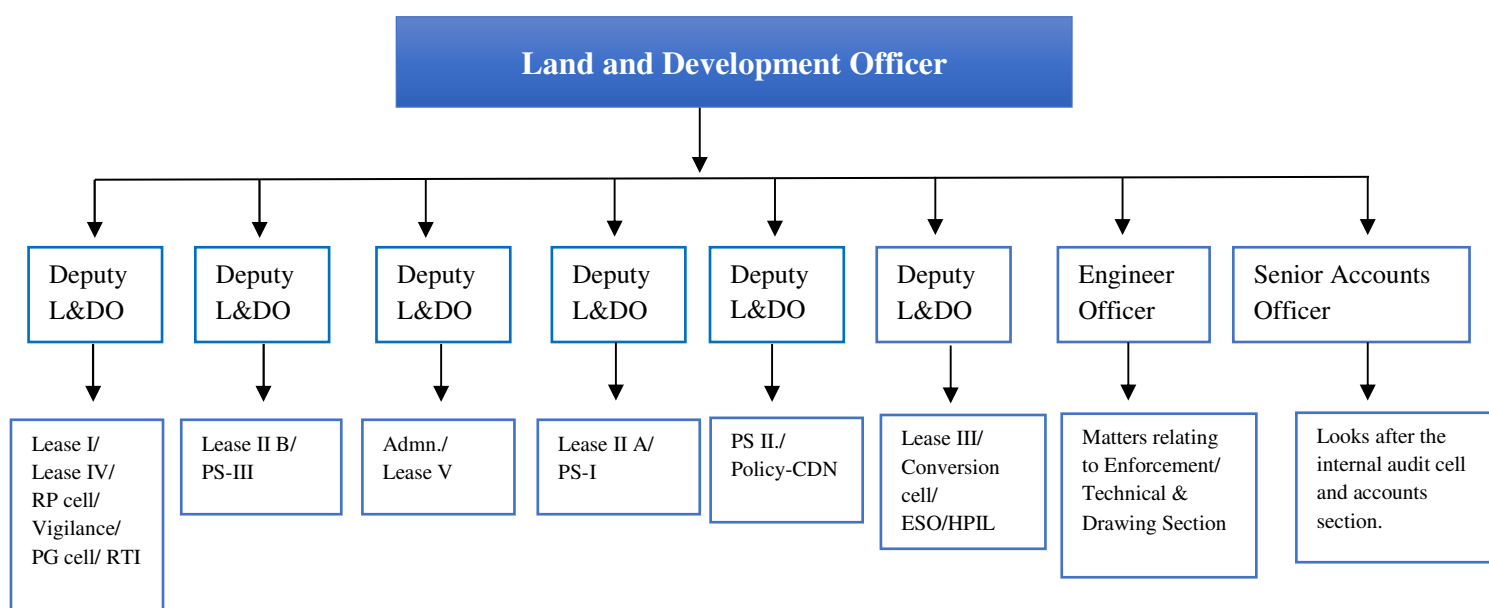 Land and Development Officer
Deputy
L&DO
Deputy
L&DO
Deputy
L&DO
Deputy
L&DO
Deputy
L&DO
Deputy
L&DO
Engineer
Officer
Senior Accounts
Officer
Lease I/
Lease IV/
RP cell/
Vigilance/
PG cell/ RTI
Lease II B/
PS-III
Admn./
Lease V
Lease II A/
PS-I
PS II./
Policy-CDN
Lease III/
Conversion
cell/
ESO/HPIL
Matters relating
to Enforcement/
Technical &
Drawing Section
Looks after the
internal audit cell
and accounts
section.